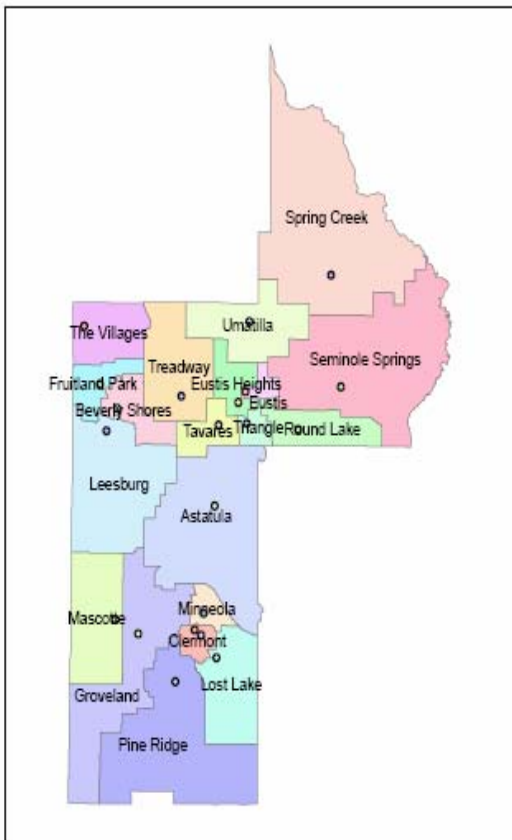 Spring Creek
Umatilla
The Villages
Seminole Springs
Treadway
Fruitland Park
Eustis Heights
Eustis
Beverly Shores
Tavares
Triangle
Round Lake
Leesburg
Astatula
Minneola
Mascotte
Clermont
Lost Lake
Groveland
Pine Ridge